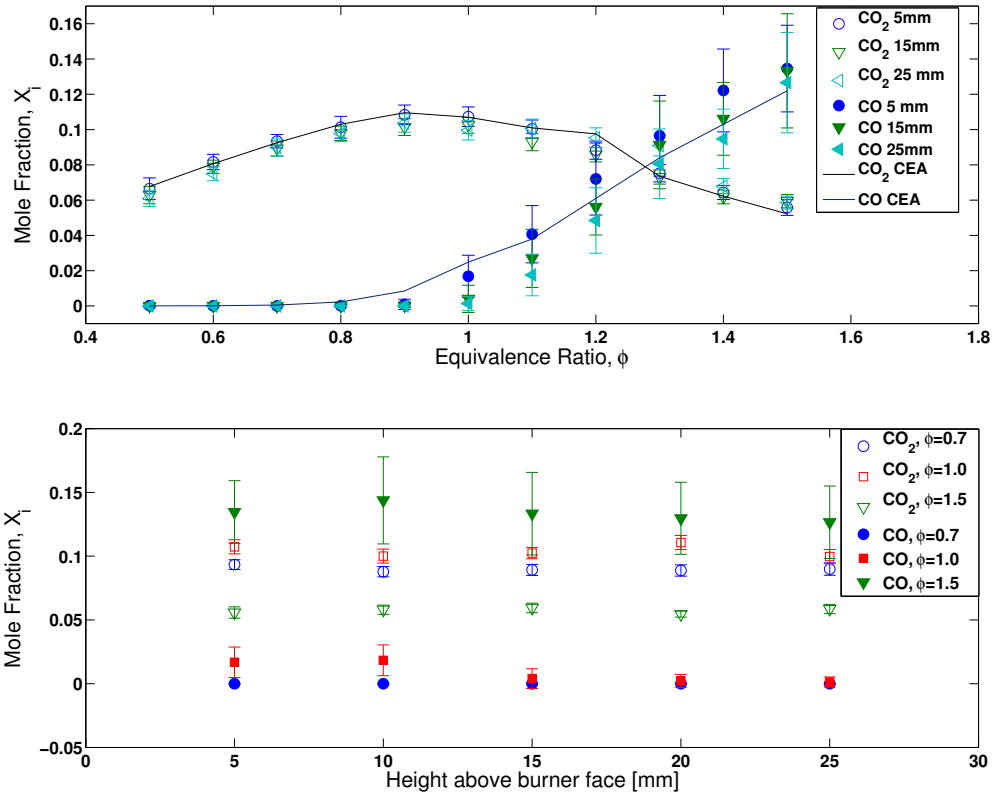 0.16
0.14
0.12
0.1
0.08
0.06
0.04
0.02
0
Mole Fraction, X_i
0.4
0.6
0.8
1
1.2
1.4
1.6
1.8
Equivalence Ratio, ϕ
CO₂ 5mm
CO₂ 15mm
CO₂ 25 mm
CO 5 mm
CO 15mm
CO 25mm
CO₂ CEA
CO CEA
0.2
0.15
0.1
0.05
0
−0.05
Mole Fraction, X_i
0
5
10
15
20
25
30
Height above burner face [mm]
CO₂, ϕ=0.7
CO₂, ϕ=1.0
CO₂, ϕ=1.5
CO, ϕ=0.7
CO, ϕ=1.0
CO, ϕ=1.5